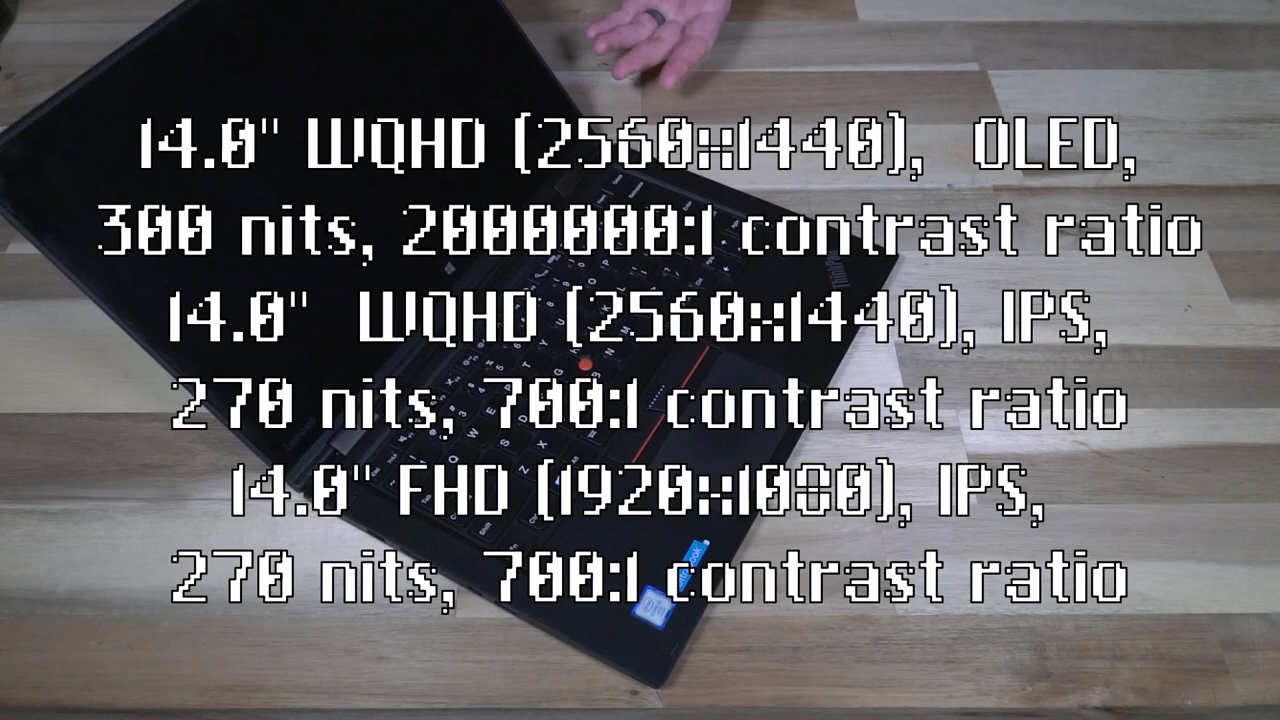 14.0" WQHD (2560x1440),  OLED,
300 nits, 2000000:1 contrast ratio
14.0"  WQHD (2560x1440), IPS,
270 nits, 700:1 contrast ratio
14.0" FHD (1920x1080), IPS,
270 nits, 700:1 contrast ratio
ThinkPad